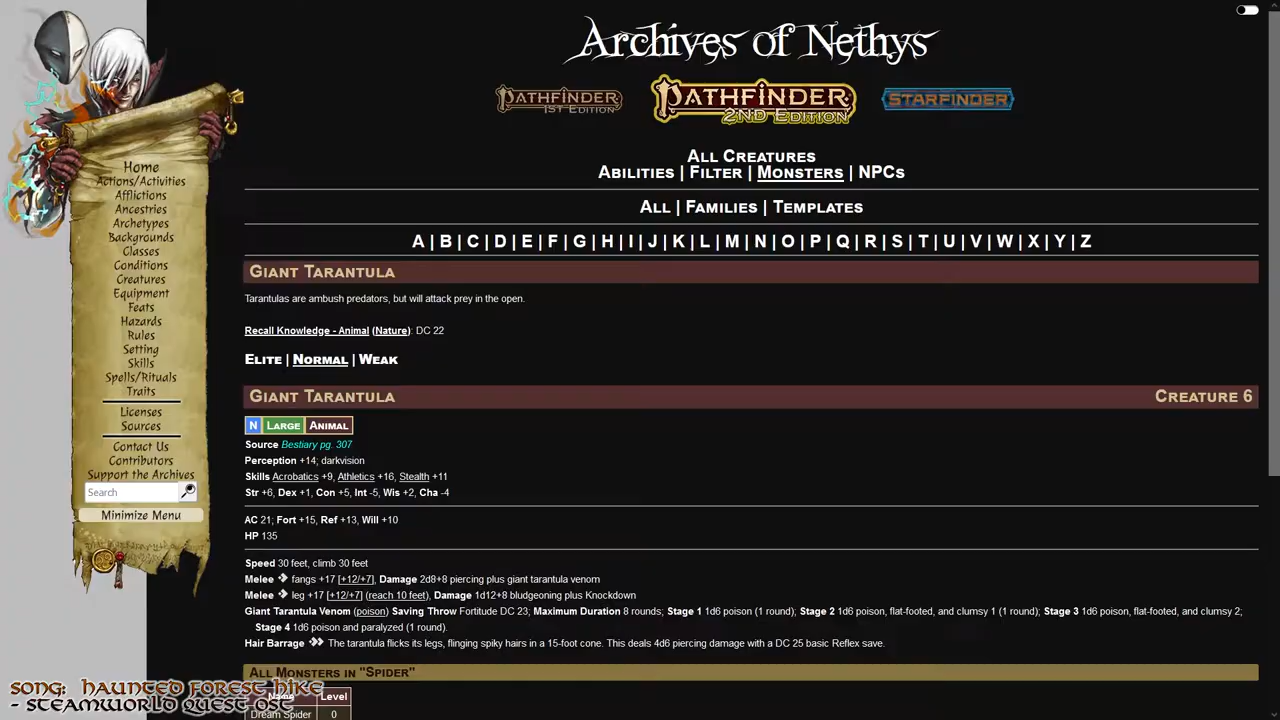 Archives of Nethys
PATHFINDER
1ST EDITION
PATHFINDER
2ND EDITION
STARFINDER
ALL CREATURES
ABILITIES | FILTER | MONSTERS | NPCS
ALL | FAMILIES | TEMPLATES
A | B | C | D | E | F | G | H | I | J | K | L | M | N | O | P | Q | R | S | T | U | V | W | X | Y | Z
Home
Actions/Activities
Afflictions
Ancestries
Archetypes
Backgrounds
Classes
Conditions
Creatures
Equipment
Feats
Hazards
Rules
Setting
Skills
Spells/Rituals
Traits
Licenses
Sources
Contact Us
Contributors
Support the Archives
Search
Minimize Menu
GIANT TARANTULA
Tarantulas are ambush predators, but will attack prey in the open.
Recall Knowledge - Animal (Nature): DC 22
ELITE | NORMAL | WEAK
GIANT TARANTULA CREATURE 6
N LARGE ANIMAL
Source Bestiary pg. 307
Perception +14; darkvision
Skills Acrobatics +9, Athletics +16, Stealth +11
Str +6, Dex +1, Con +5, Int -5, Wis +2, Cha -4
AC 21; Fort +15, Ref +13, Will +10
HP 135
Speed 30 feet, climb 30 feet
Melee fangs +17 [+12/+7], Damage 2d8+8 piercing plus giant tarantula venom
Melee leg +17 [+12/+7] (reach 10 feet), Damage 1d12+8 bludgeoning plus Knockdown
Giant Tarantula Venom (poison) Saving Throw Fortitude DC 23; Maximum Duration 8 rounds; Stage 1 1d6 poison (1 round); Stage 2 1d6 poison, flat-footed, and clumsy 1 (1 round); Stage 3 1d6 poison, flat-footed, and clumsy 2;
Stage 4 1d6 poison and paralyzed (1 round).
Hair Barrage The tarantula flicks its legs, flinging spiky hairs in a 15-foot cone. This deals 4d6 piercing damage with a DC 25 basic Reflex save.
ALL MONSTERS IN "SPIDER"
Name Level
Dream Spider 0
SONG: HAUNTED FOREST HIKE
- STEAMWORLD QUEST OST